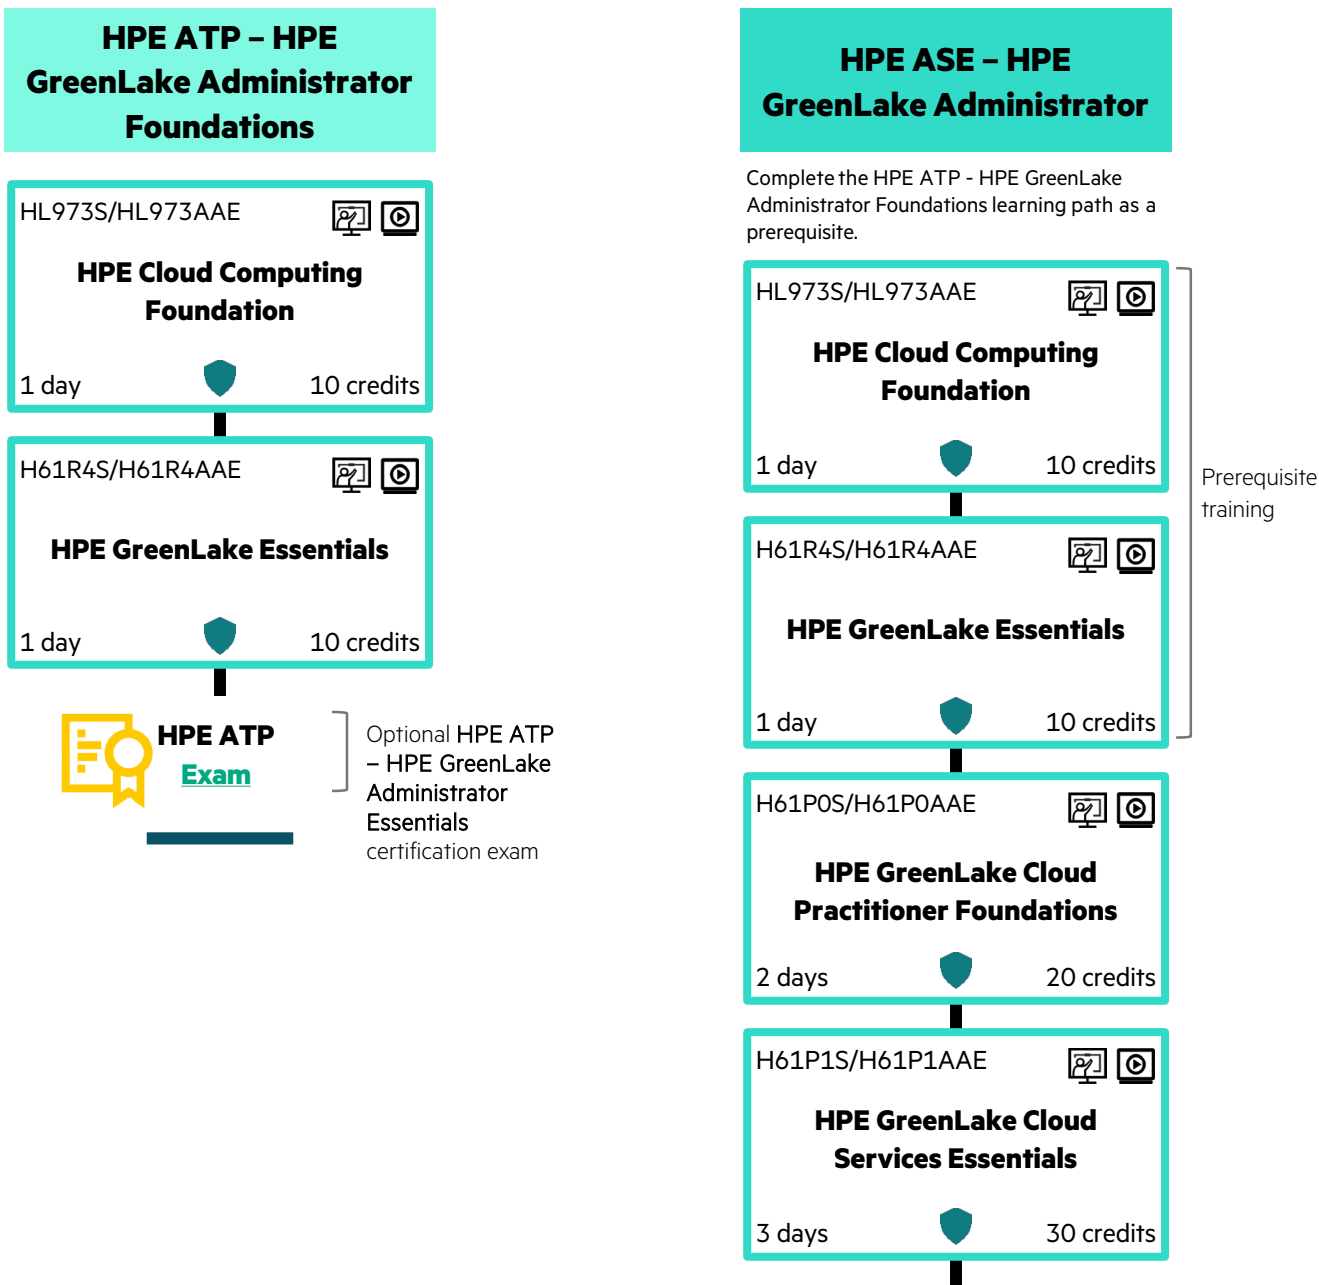 HPE ATP – HPE
GreenLake Administrator
Foundations
HL973S/HL973AAE
HPE Cloud Computing
Foundation
1 day
10 credits
H61R4S/H61R4AAE
HPE GreenLake Essentials
1 day
10 credits
HPE ATP
Exam
Optional HPE ATP
– HPE GreenLake
Administrator
Essentials
certification exam
HPE ASE – HPE
GreenLake Administrator
Complete the HPE ATP - HPE GreenLake
Administrator Foundations learning path as a
prerequisite.
HL973S/HL973AAE
HPE Cloud Computing
Foundation
1 day
10 credits
H61R4S/H61R4AAE
HPE GreenLake Essentials
1 day
10 credits
Prerequisite
training
H61P0S/H61P0AAE
HPE GreenLake Cloud
Practitioner Foundations
2 days
20 credits
H61P1S/H61P1AAE
HPE GreenLake Cloud
Services Essentials
3 days
30 credits